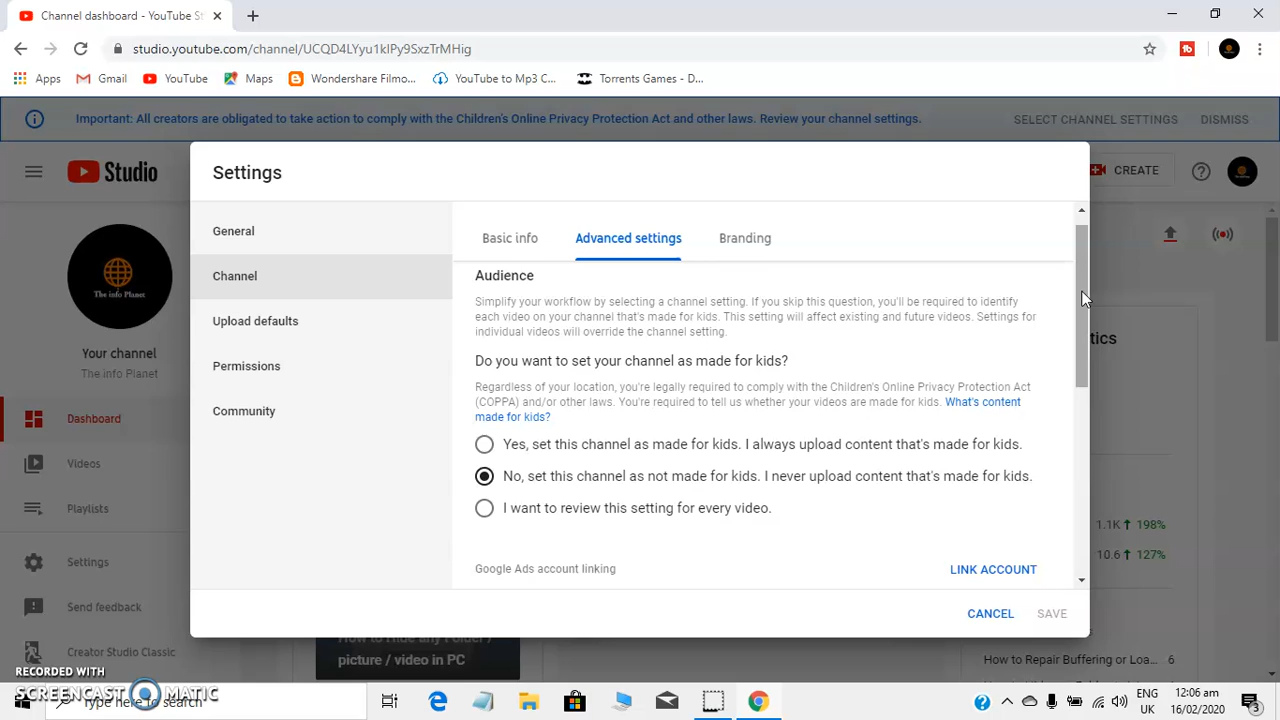 Channel dashboard - YouTube St
studio.youtube.com/channel/UCQD4LYyu1kIPy9SxzTrMHig
Apps
Gmail
YouTube
Maps
Wondershare Filmo...
YouTube to Mp3 C...
Torrents Games - D...
Important: All creators are obligated to take action to comply with the Children's Online Privacy Protection Act and other laws. Review your channel settings.
SELECT CHANNEL SETTINGS
DISMISS
Studio
CREATE
Settings
General
Channel
Upload defaults
Permissions
Community
Basic info
Advanced settings
Branding
Audience
Simplify your workflow by selecting a channel setting. If you skip this question, you'll be required to identify
each video on your channel that's made for kids. This setting will affect existing and future videos. Settings for
individual videos will override the channel setting.
Do you want to set your channel as made for kids?
Regardless of your location, you're legally required to comply with the Children's Online Privacy Protection Act
(COPPA) and/or other laws. You're required to tell us whether your videos are made for kids. What's content
made for kids?
Yes, set this channel as made for kids. I always upload content that's made for kids.
No, set this channel as not made for kids. I never upload content that's made for kids.
I want to review this setting for every video.
Google Ads account linking
LINK ACCOUNT
CANCEL
SAVE
The info Planet
Your channel
The info Planet
Dashboard
Videos
Playlists
Settings
Send feedback
Creator Studio Classic
tics
1.1K 198%
10.6 127%
How to Repair Buffering or Loa... 6
How to Hide any Folder /
picture / video in PC
RECORDED WITH
SCREENCAST MATIC
Type here to search
ENG
UK
12:06 am
16/02/2020
3